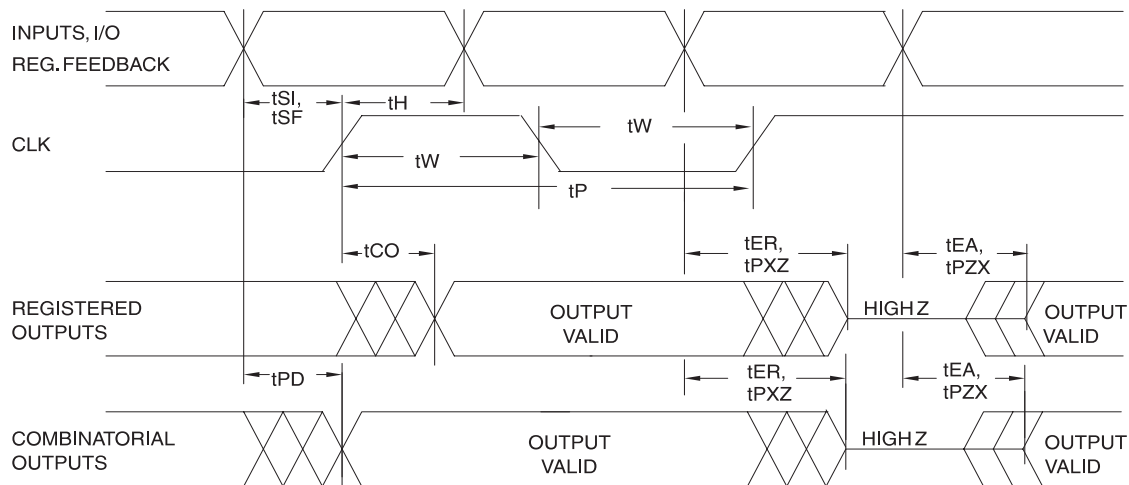 INPUTS, I/O
REG. FEEDBACK
tSI,
tSF
tH
CLK
tW
tW
tP
tCO
tER,
tPXZ
tEA,
tPZX
REGISTERED
OUTPUTS
OUTPUT
VALID
HIGH Z
OUTPUT
VALID
tPD
tER,
tPXZ
tEA,
tPZX
COMBINATORIAL
OUTPUTS
OUTPUT
VALID
HIGH Z
OUTPUT
VALID